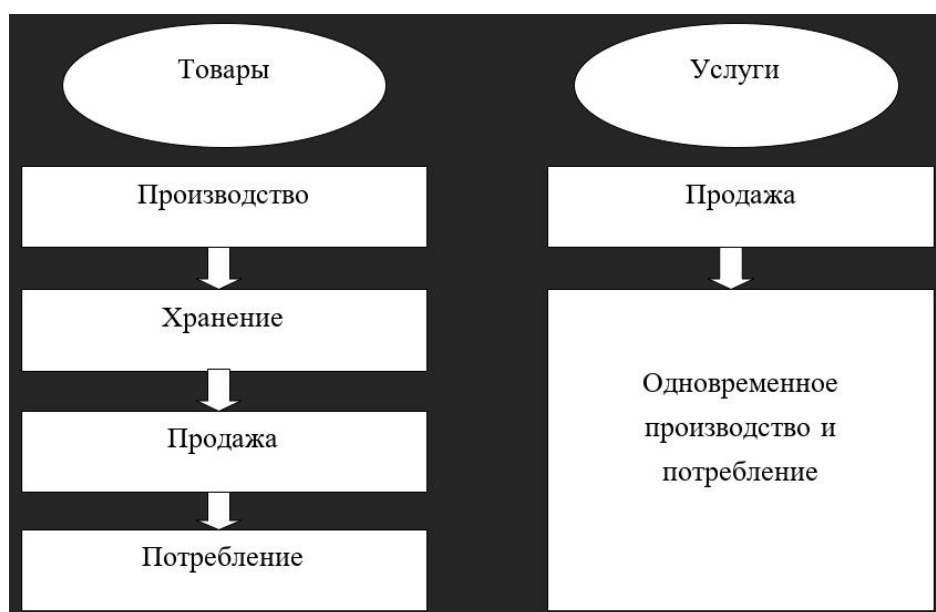 Товары
Услуги
Производство
Продажа
Хранение
Продажа
Потребление
Одновременное
производство и
потребление